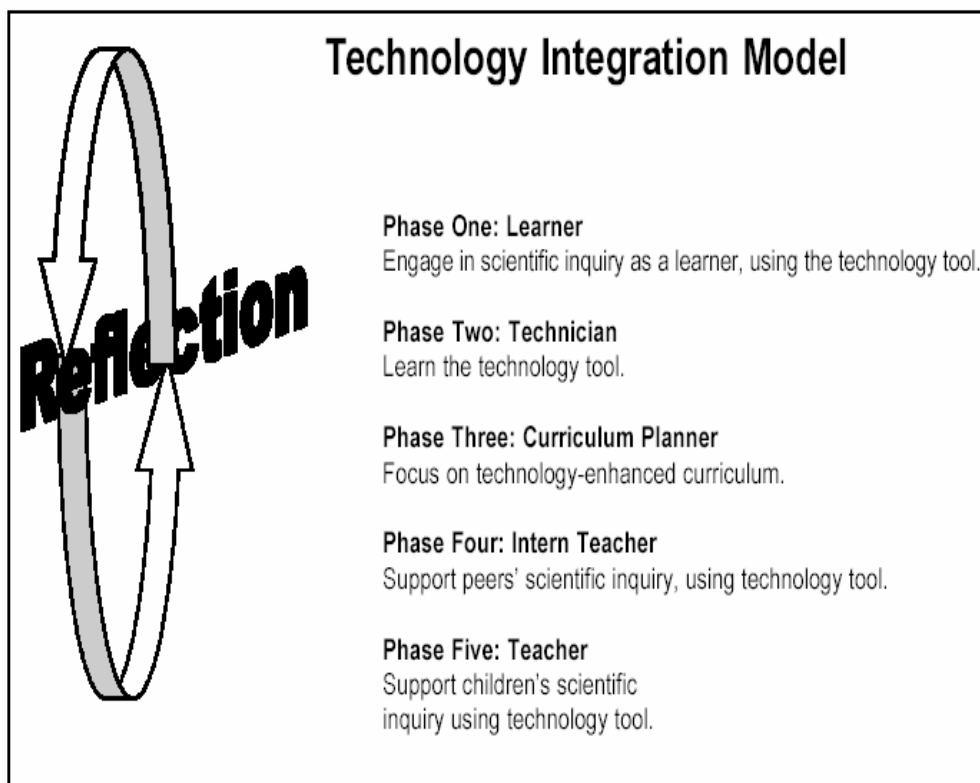 Technology Integration Model
Reflection
Phase One: Learner
Engage in scientific inquiry as a learner, using the technology tool.
Phase Two: Technician
Learn the technology tool.
Phase Three: Curriculum Planner
Focus on technology-enhanced curriculum.
Phase Four: Intern Teacher
Support peers' scientific inquiry, using technology tool.
Phase Five: Teacher
Support children's scientific
inquiry using technology tool.